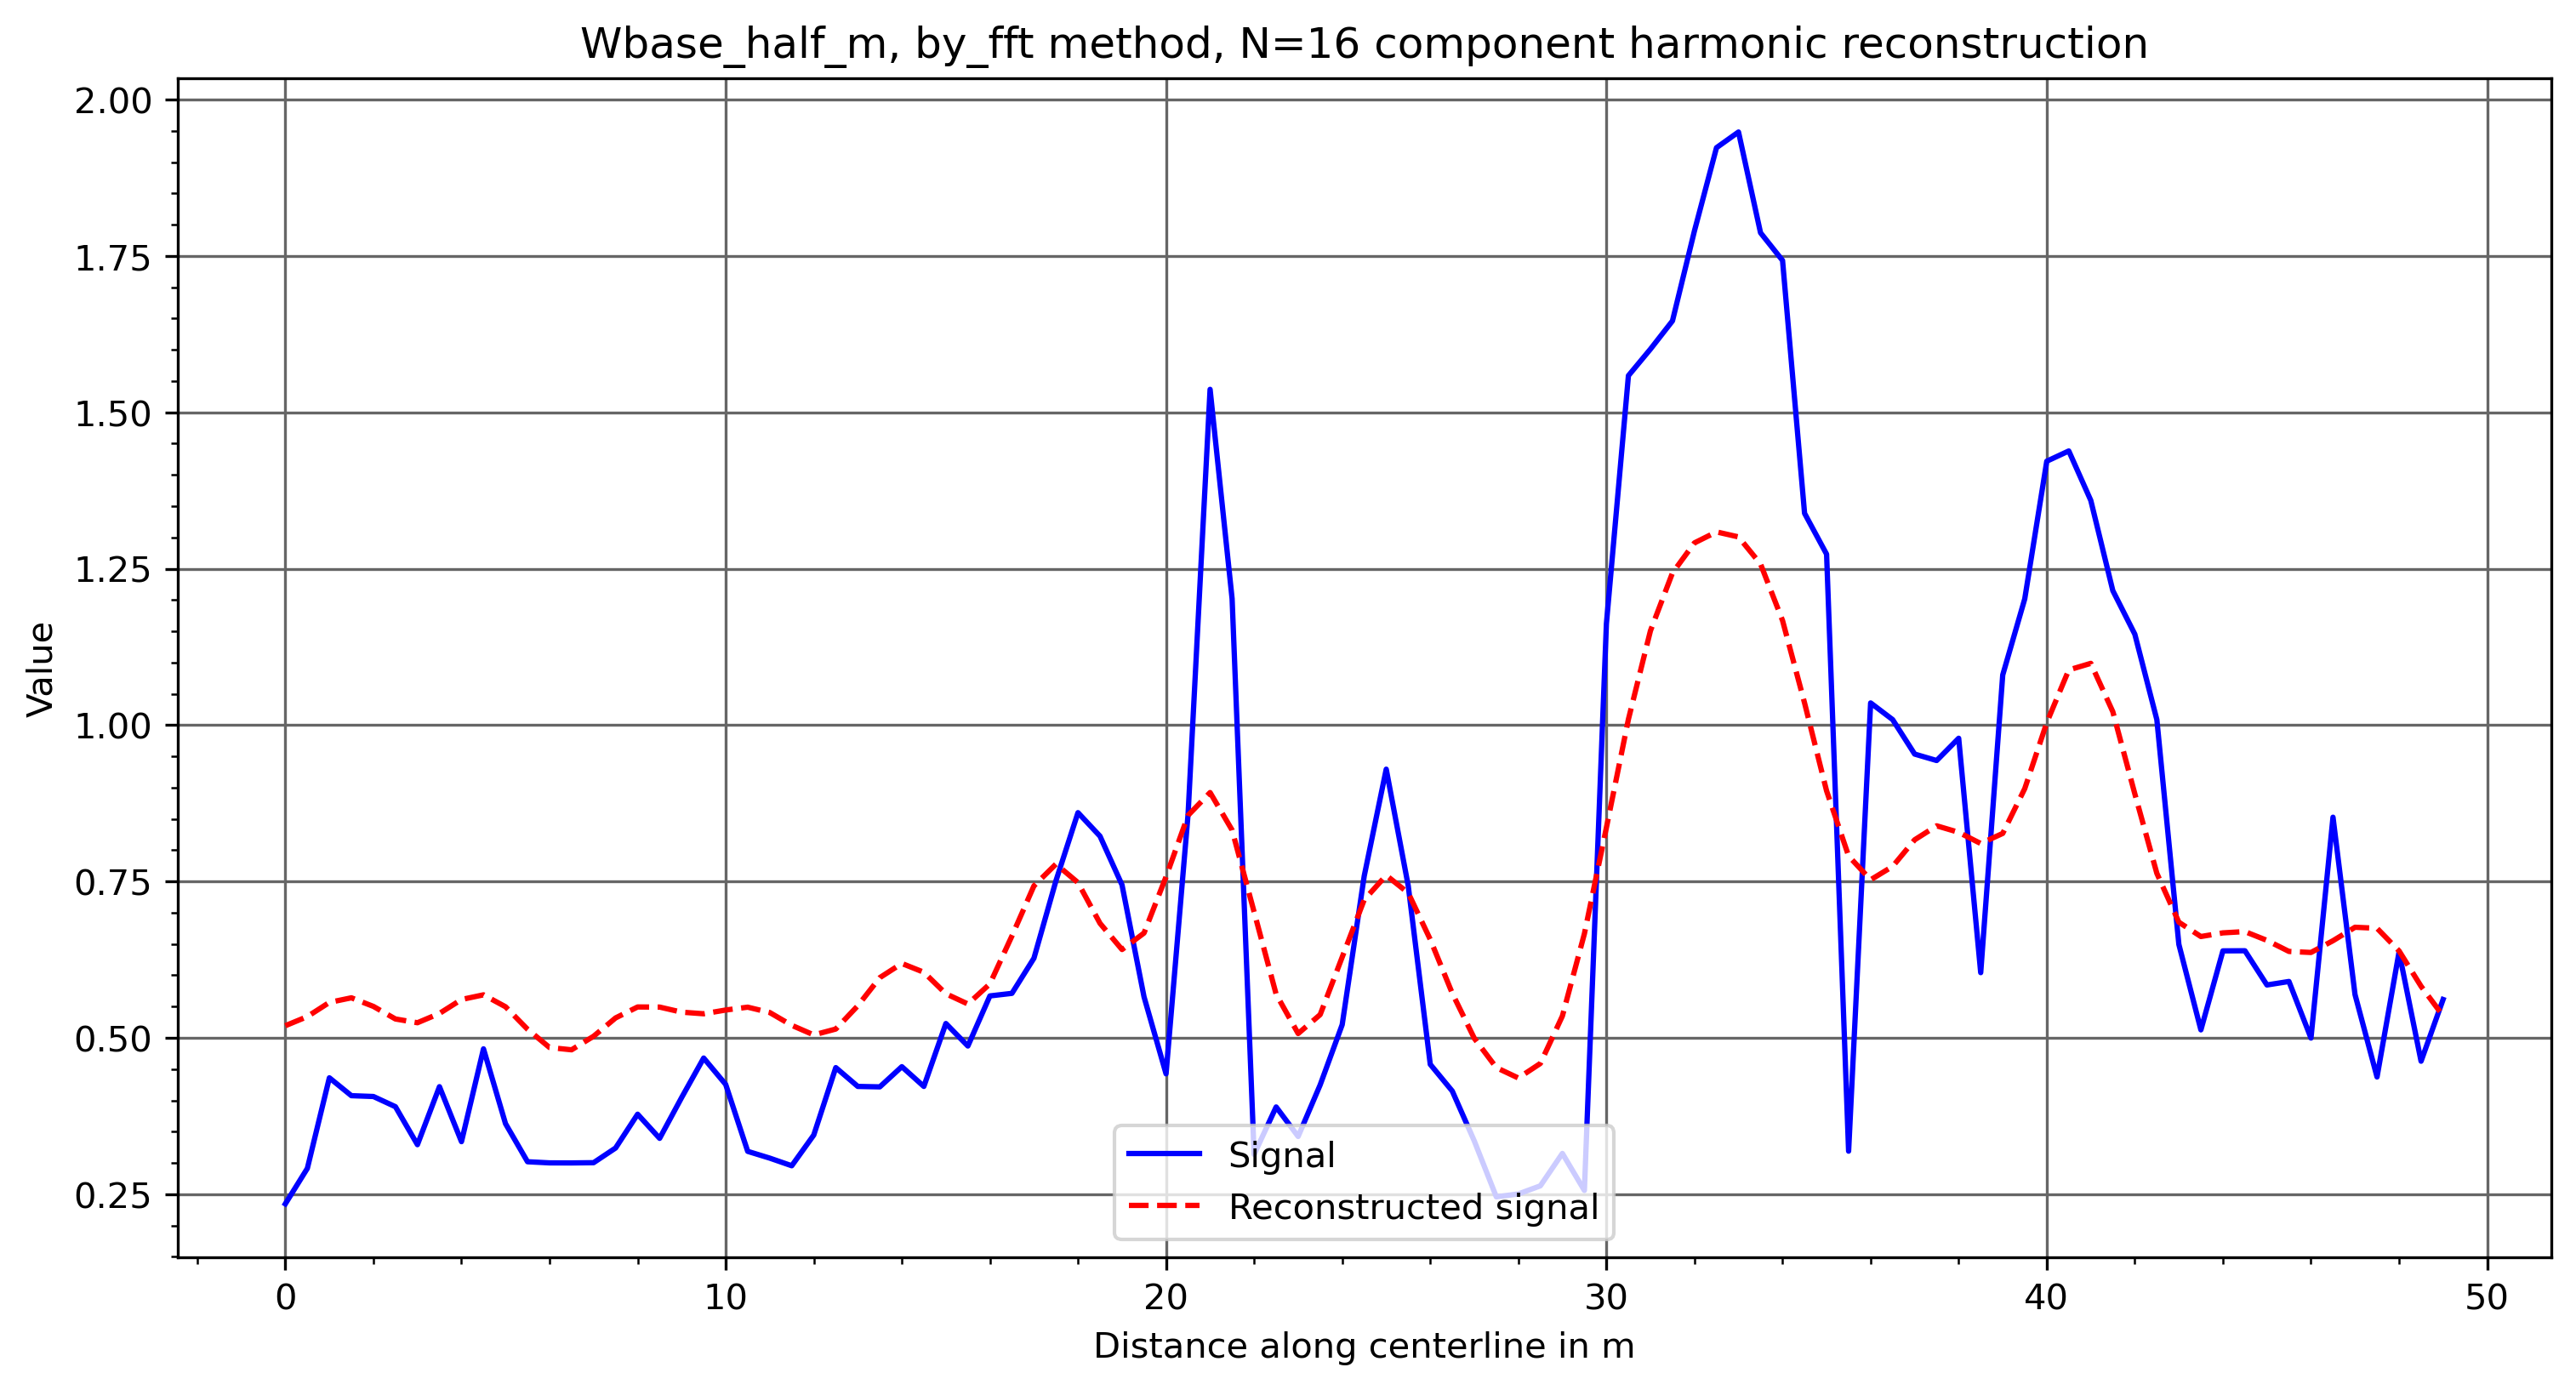 Wbase_half_m, by_fft method, N=16 component harmonic reconstruction
2.00
1.75
1.50
1.25
1.00
0.75
0.50
0.25
Value
Signal
Reconstructed signal
0 10 20 30 40 50
Distance along centerline in m